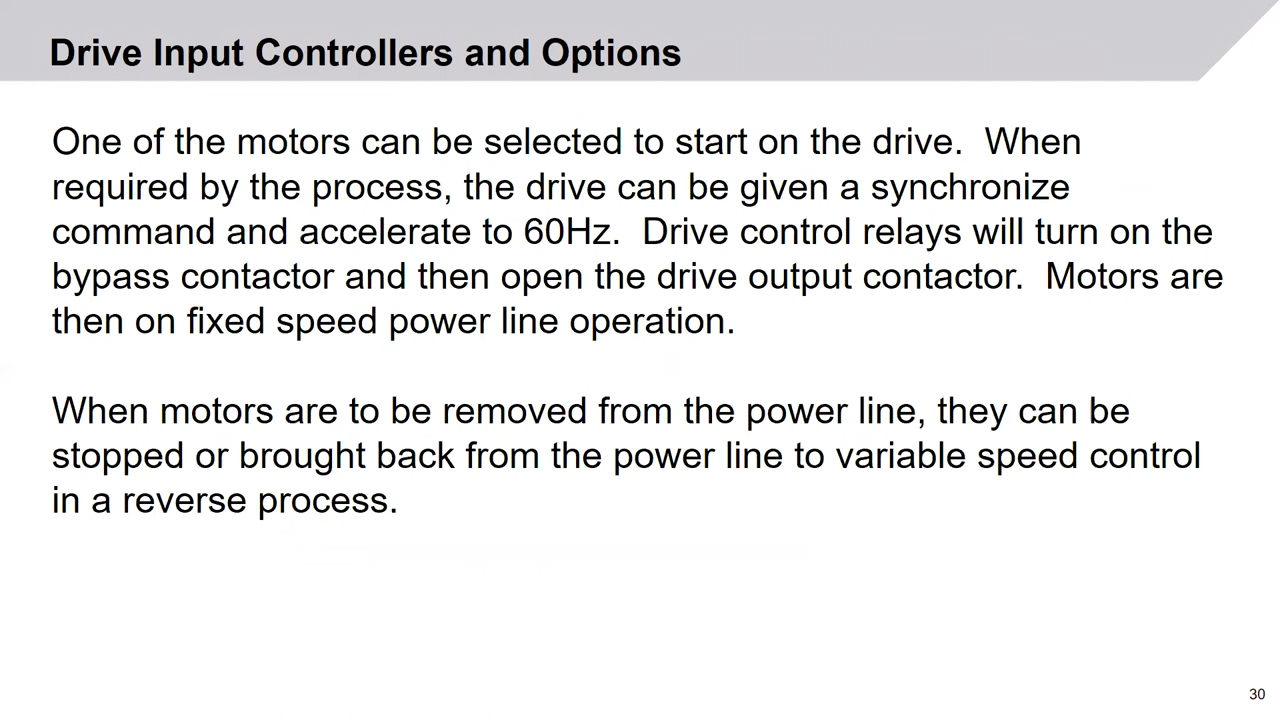 Drive Input Controllers and Options
One of the motors can be selected to start on the drive.  When
required by the process, the drive can be given a synchronize
command and accelerate to 60Hz.  Drive control relays will turn on the
bypass contactor and then open the drive output contactor.  Motors are
then on fixed speed power line operation.
When motors are to be removed from the power line, they can be
stopped or brought back from the power line to variable speed control
in a reverse process.
30